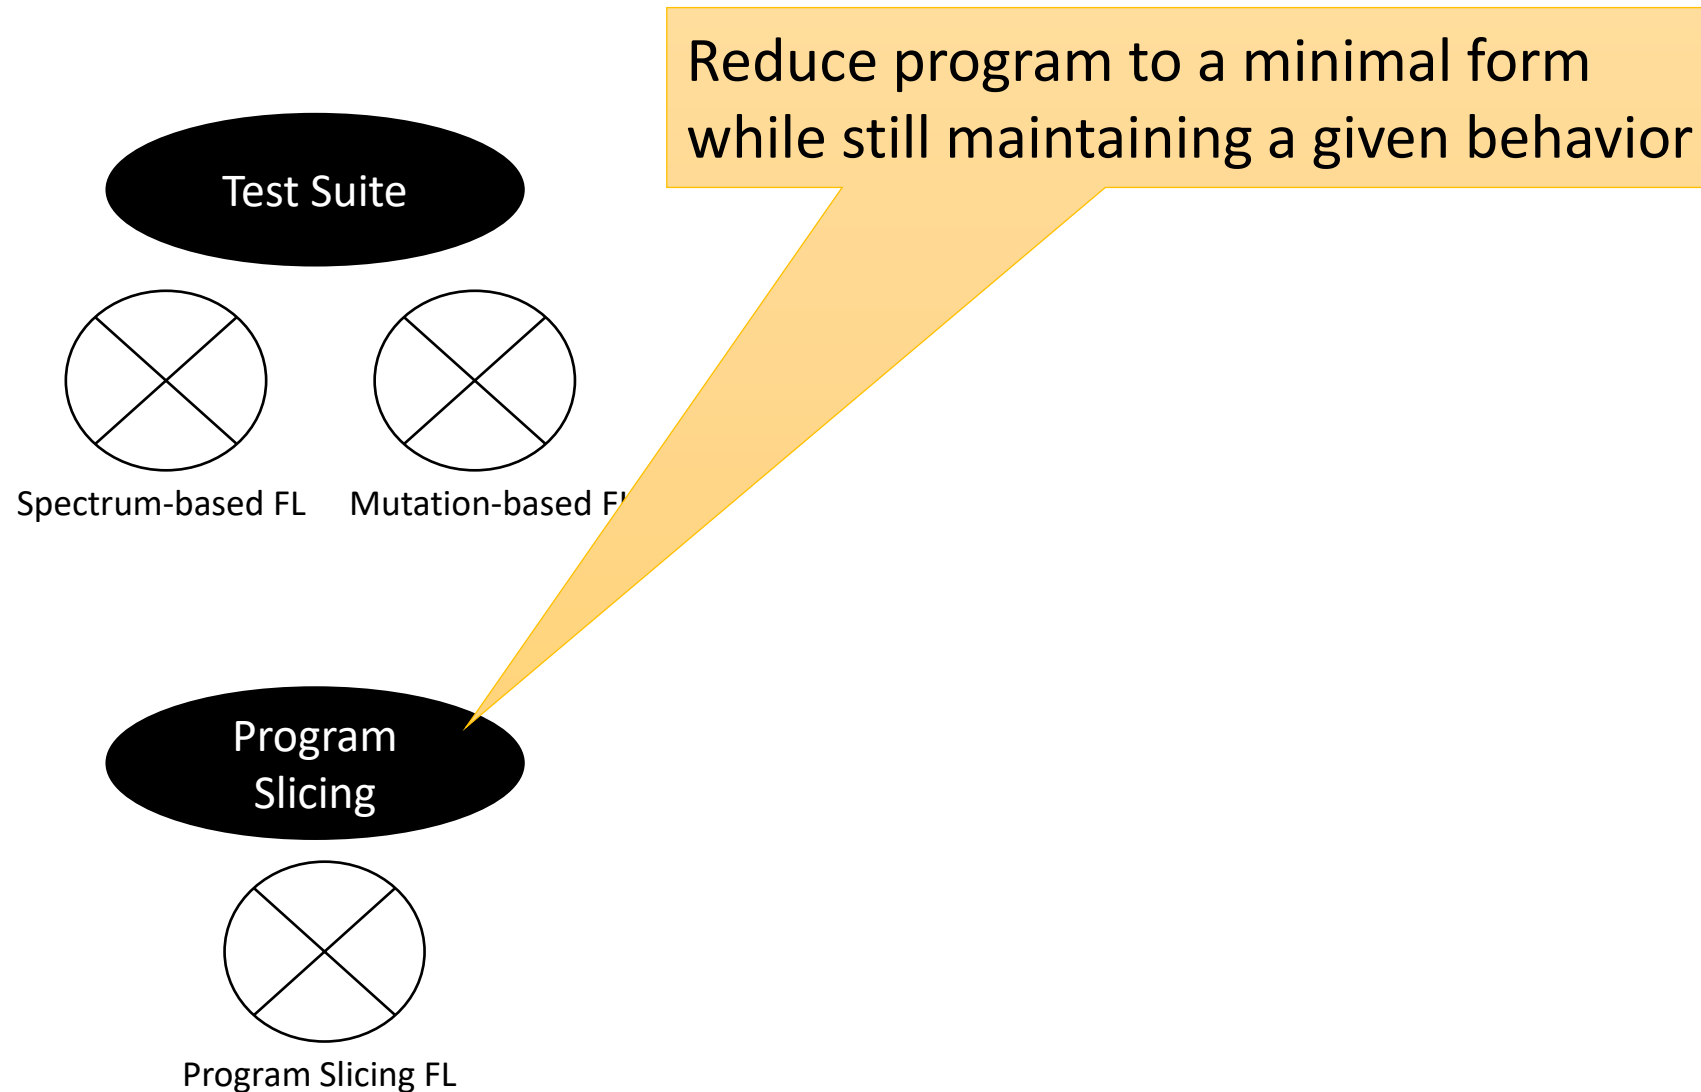 Reduce program to a minimal form
while still maintaining a given behavior
Test Suite
Spectrum-based FL
Mutation-based
Program
Slicing
Program Slicing FL